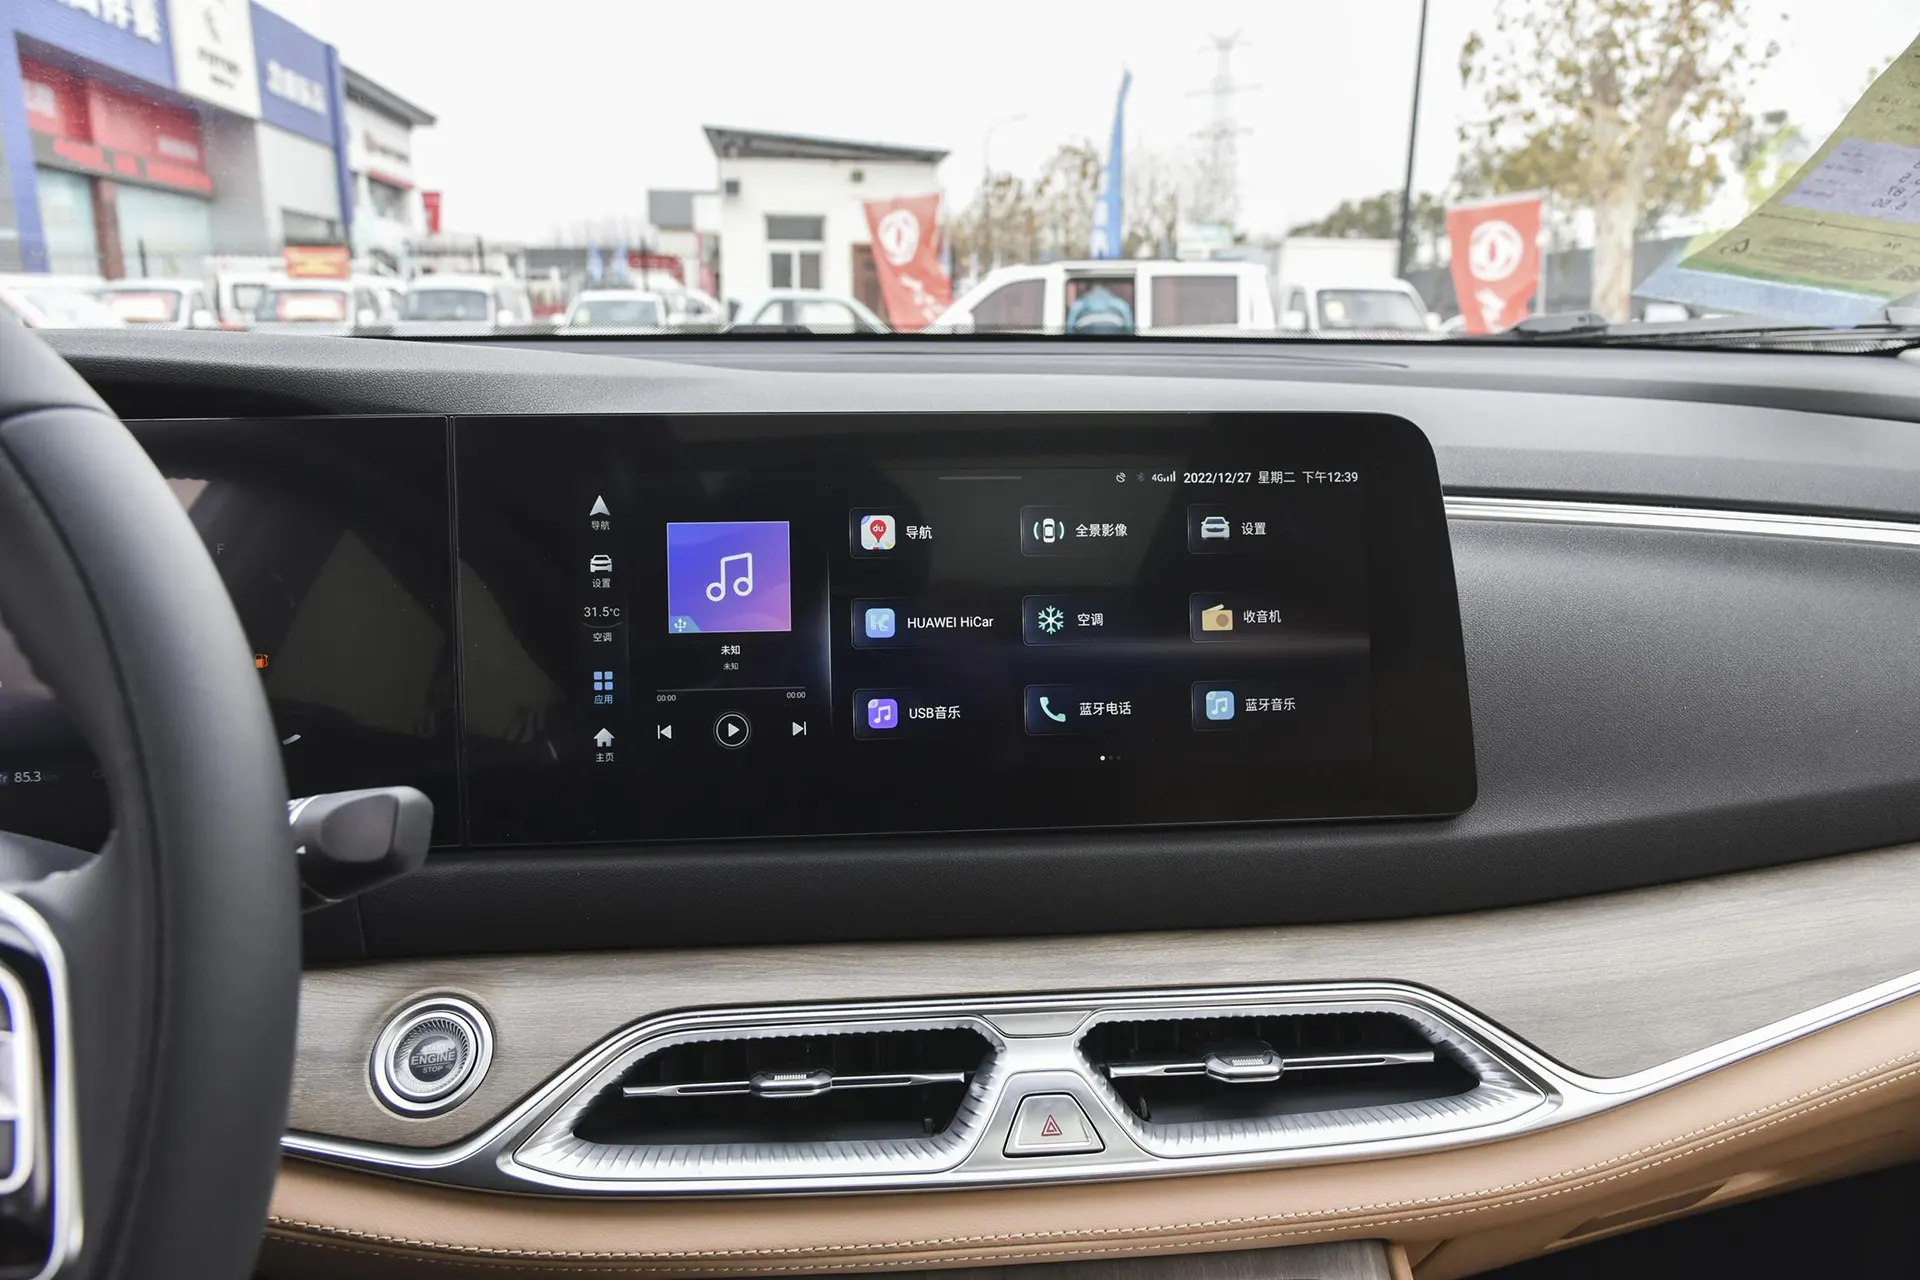 4G
2022/12/27 星期二 下午12:39
导航
设置
31.5°C
空调
应用
主页
未知
未知
00:00
00:00
du
导航
全景影像
设置
HUAWEI HiCar
空调
收音机
USB音乐
蓝牙电话
蓝牙音乐
F
85.3
START
ENGINE
STOP